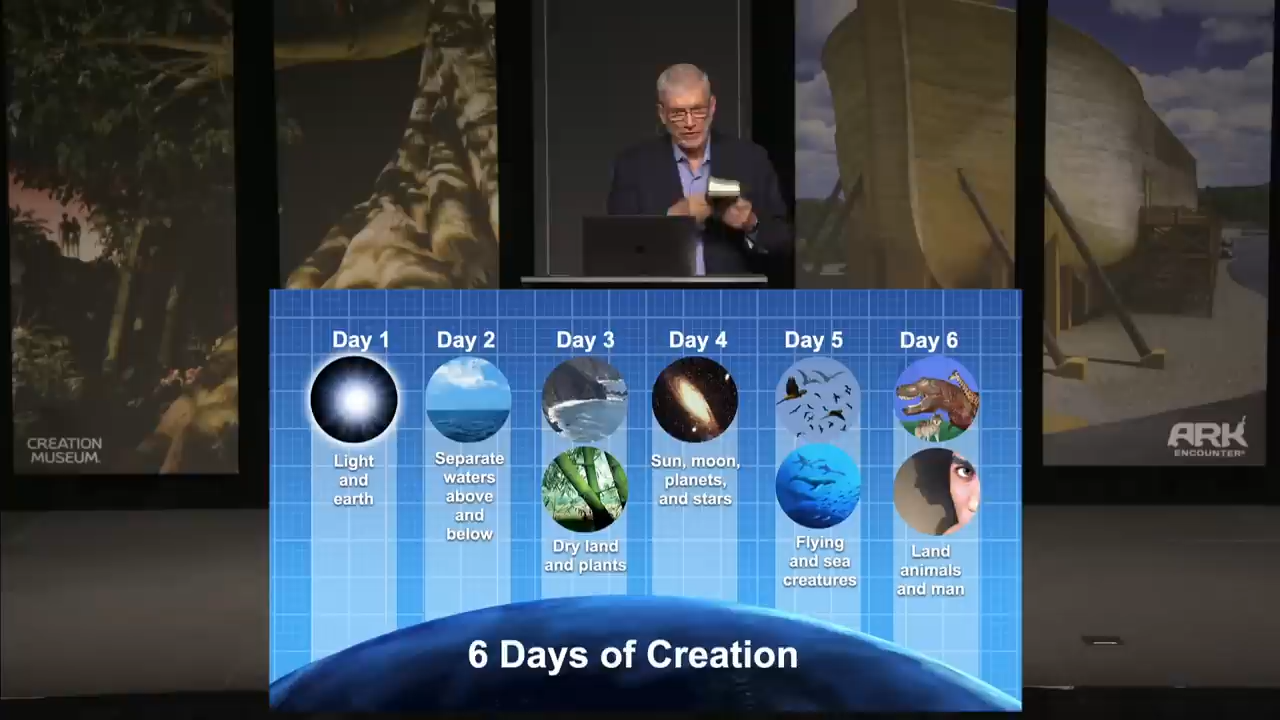 CREATION
MUSEUM.
ARK
ENCOUNTER
Day 1
Day 2
Day 3
Day 4
Day 5
Day 6
Light
and
earth
Separate
waters
above
and
below
Dry land
and plants
Sun, moon,
planets,
and stars
Flying
and sea
creatures
Land
animals
and man
6 Days of Creation